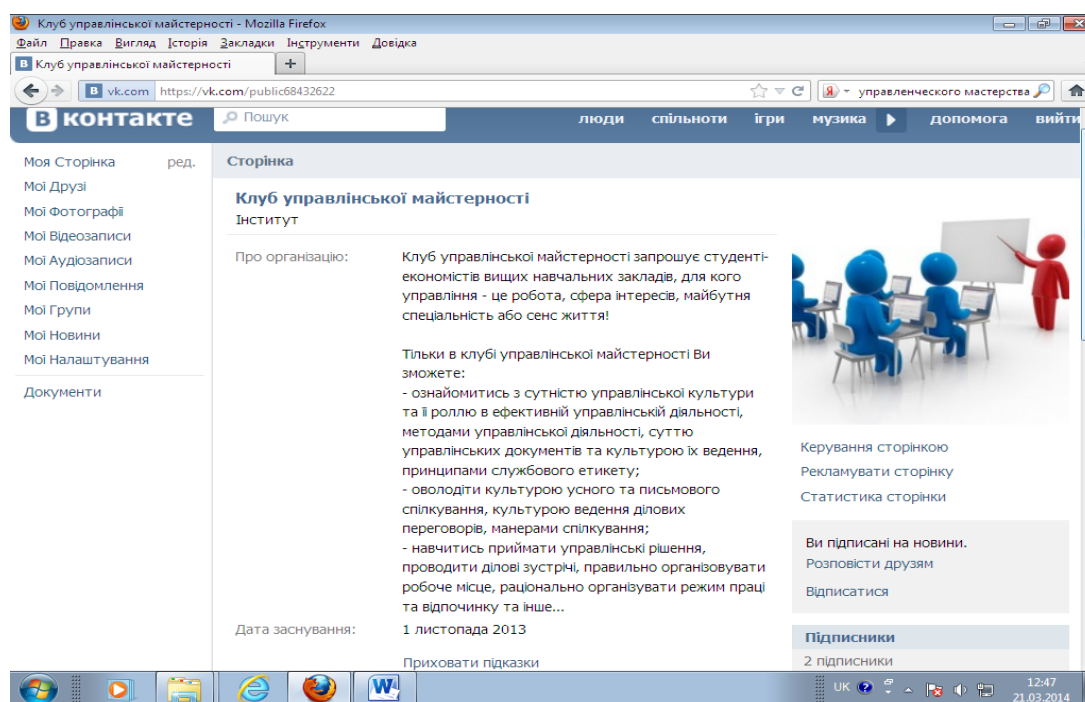 Клуб управлінської майстерності - Mozilla Firefox
Файл Правка Вигляд Історія Закладки Інструменти Довідка
В Клуб управлінської майстерності +
В vk.com https://vk.com/public68432622 Я управленческого мастерства
В контакте Пошук люди спільноти ігри музика допомога вийти
Моя Сторінка ред.
Мої Друзі
Мої Фотографії
Мої Відеозаписи
Мої Аудіозаписи
Мої Повідомлення
Мої Групи
Мої Новини
Мої Налаштування
Документи
Сторінка
Клуб управлінської майстерності
Інститут
Про організацію:
Клуб управлінської майстерності запрошує студенті-
економістів вищих навчальних закладів, для кого
управління - це робота, сфера інтересів, майбутня
спеціальність або сенс життя!
Тільки в клубі управлінської майстерності Ви
зможете:
- ознайомитись з сутністю управлінської культури
та її роллю в ефективній управлінській діяльності,
методами управлінської діяльності, суттю
управлінських документів та культурою їх ведення,
принципами службового етикету;
- оволодіти культурою усного та письмового
спілкування, культурою ведення ділових
переговорів, манерами спілкування;
- навчитись приймати управлінські рішення,
проводити ділові зустрічі, правильно організовувати
робоче місце, раціонально організувати режим праці
та відпочинку та інше...
Дата заснування: 1 листопада 2013
Приховати підказки
Керування сторінкою
Рекламувати сторінку
Статистика сторінки
Ви підписані на новини.
Розповісти друзям
Відписатися
Підписники
2 підписники
UK 12:47
21.03.2014